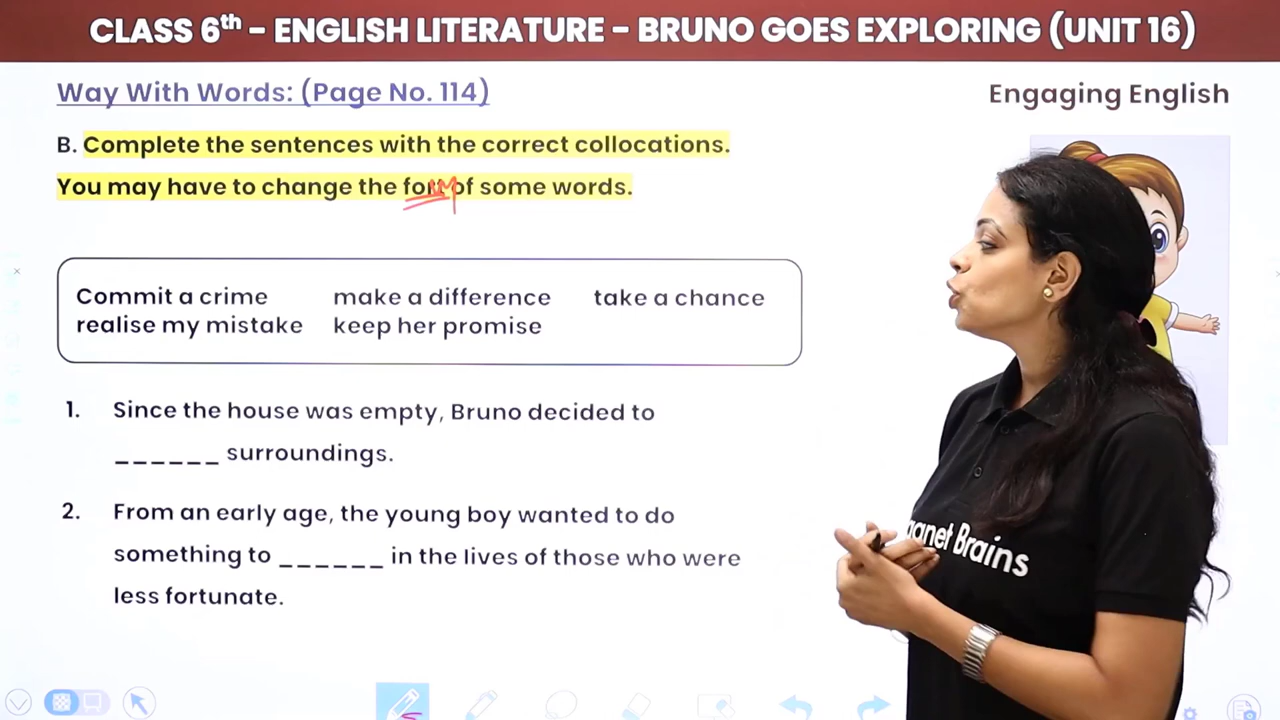 CLASS 6th - ENGLISH LITERATURE - BRUNO GOES EXPLORING (UNIT 16)
Way With Words: (Page No. 114)
Engaging English
B. Complete the sentences with the correct collocations.
You may have to change the form of some words.
Commit a crime make a difference take a chance
realise my mistake keep her promise
1. Since the house was empty, Bruno decided to
______ surroundings.
2. From an early age, the young boy wanted to do
something to ______ in the lives of those who were
less fortunate.
Brains